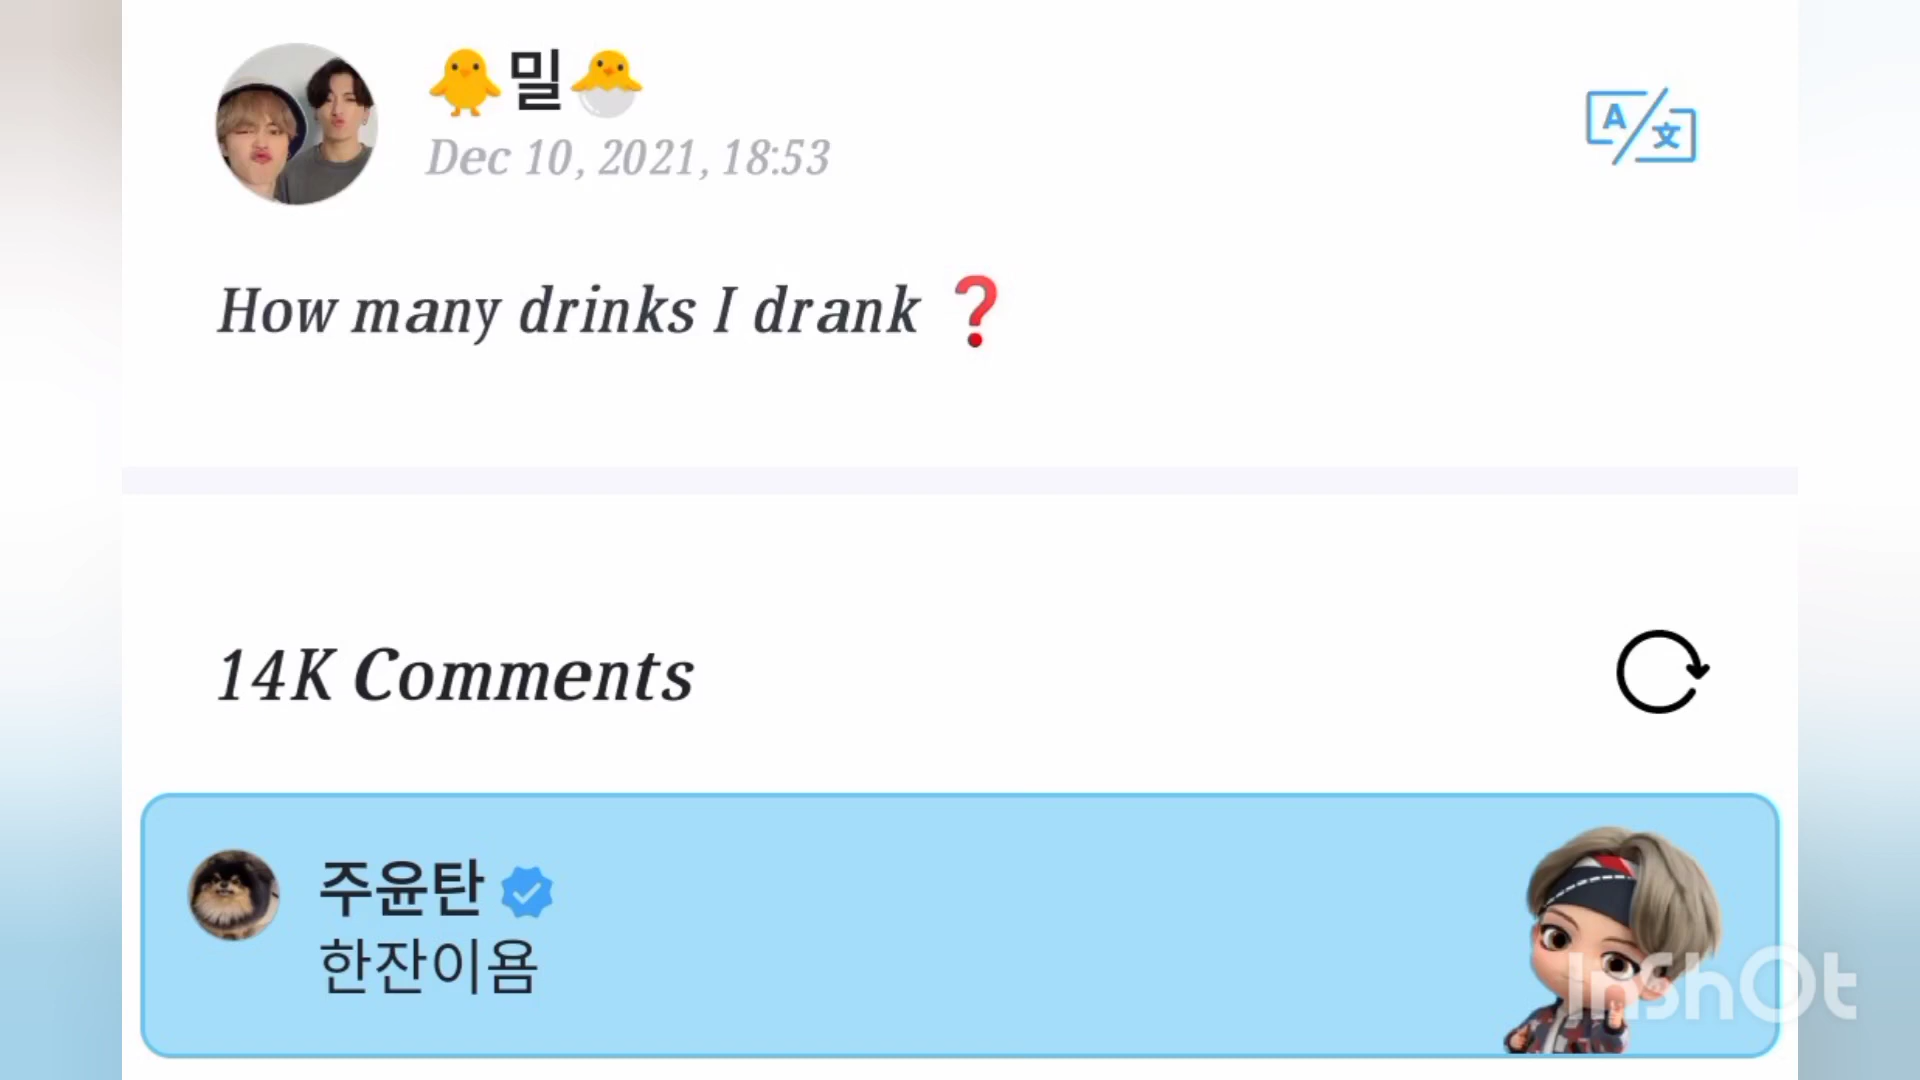 🐥밀🐣
Dec 10, 2021, 18:53
A/文
How many drinks I drank ❓
14K Comments
주윤탄
한잔이욤
InShOt